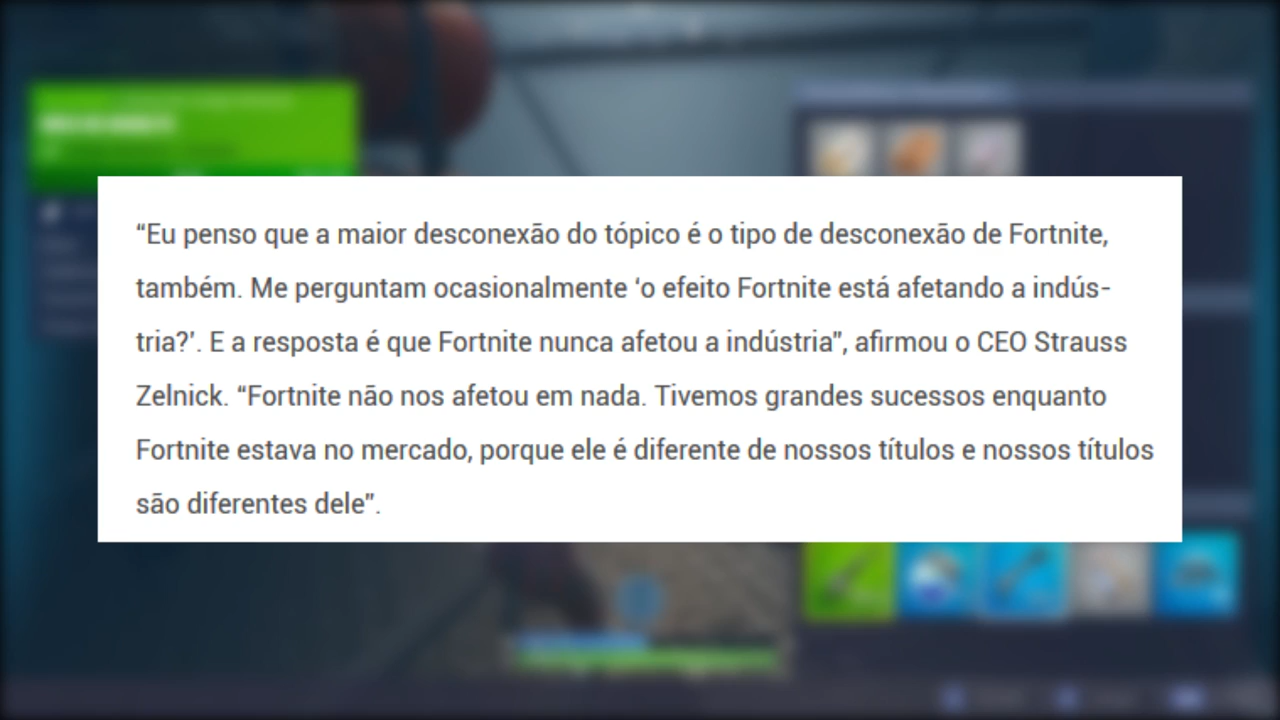 “Eu penso que a maior desconexão do tópico é o tipo de desconexão de Fortnite,
também. Me perguntam ocasionalmente ‘o efeito Fortnite está afetando a indús-
tria?’. E a resposta é que Fortnite nunca afetou a indústria”, afirmou o CEO Strauss
Zelnick. “Fortnite não nos afetou em nada. Tivemos grandes sucessos enquanto
Fortnite estava no mercado, porque ele é diferente de nossos títulos e nossos títulos
são diferentes dele”.